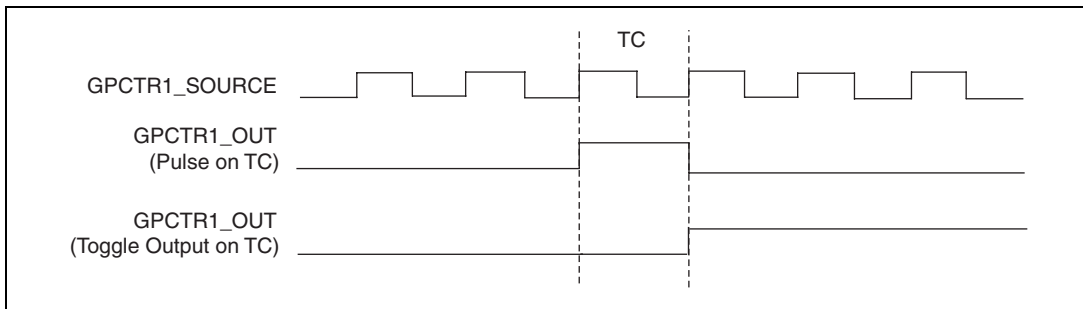 TC
GPCTR1_SOURCE
GPCTR1_OUT
(Pulse on TC)
GPCTR1_OUT
(Toggle Output on TC)